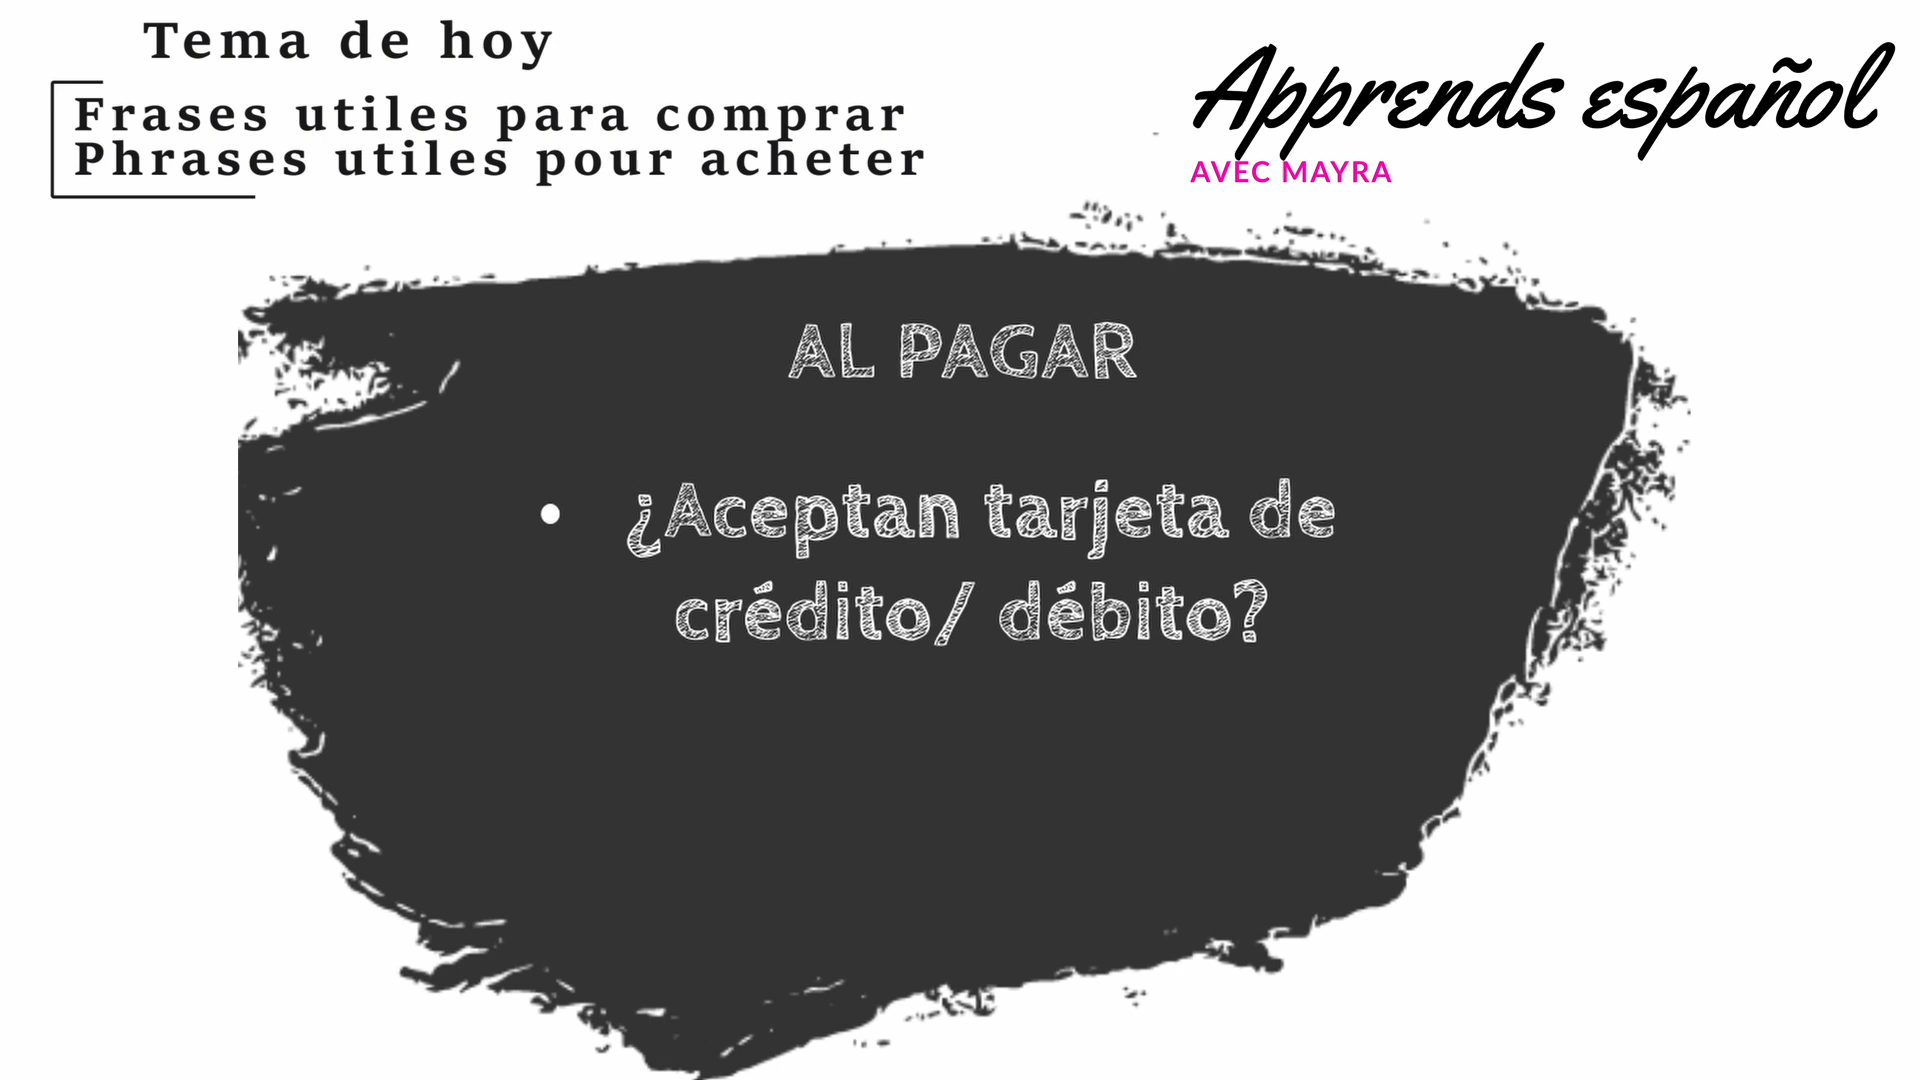 Tema de hoy
Frases utiles para comprar
Phrases utiles pour acheter
Apprends español
AVEC MAYRA
AL PAGAR
• ¿Aceptan tarjeta de
crédito/ débito?